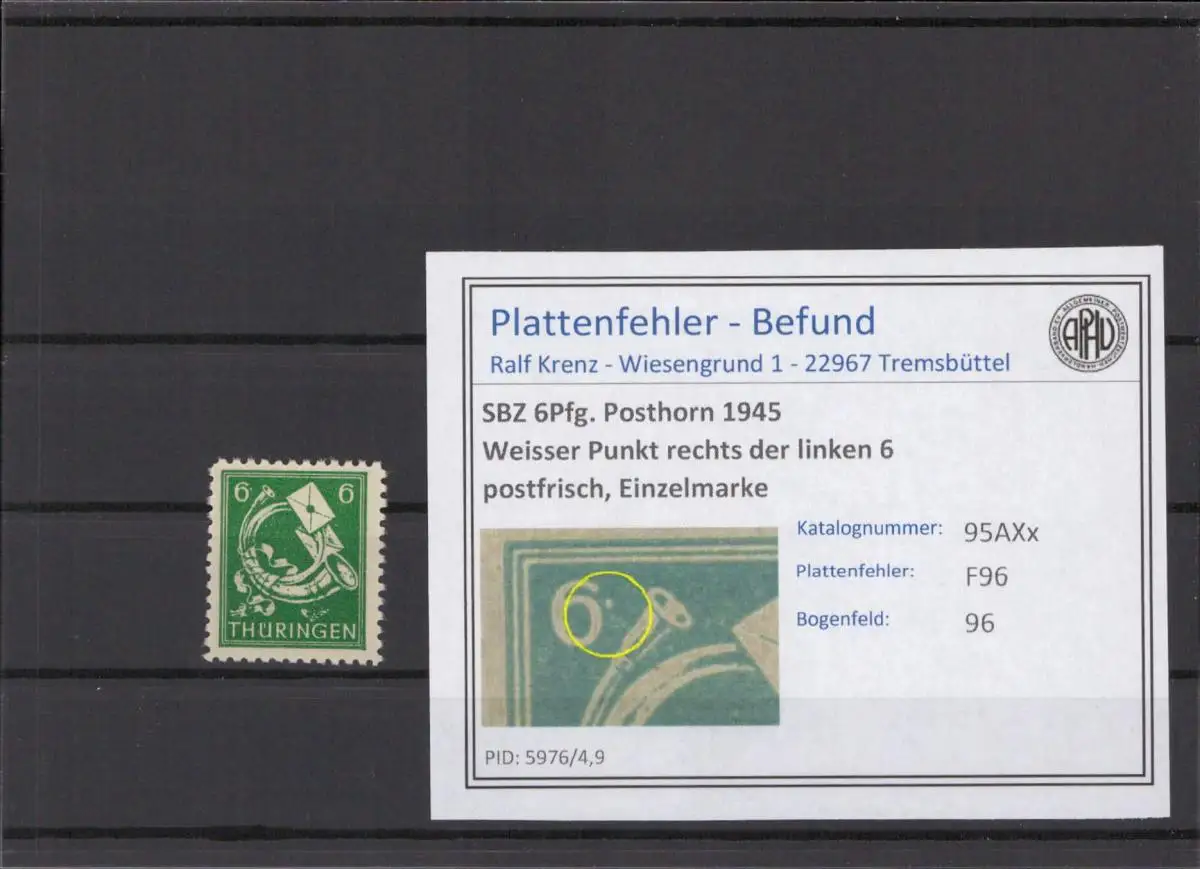 6 6
THÜRINGEN
Plattenfehler - Befund
Ralf Krenz - Wiesengrund 1 - 22967 Tremsbüttel
APHV
SBZ 6Pfg. Posthorn 1945
Weisser Punkt rechts der linken 6
postfrisch, Einzelmarke
6
Katalognummer: 95AXx
Plattenfehler: F96
Bogenfeld: 96
PID: 5976/4,9